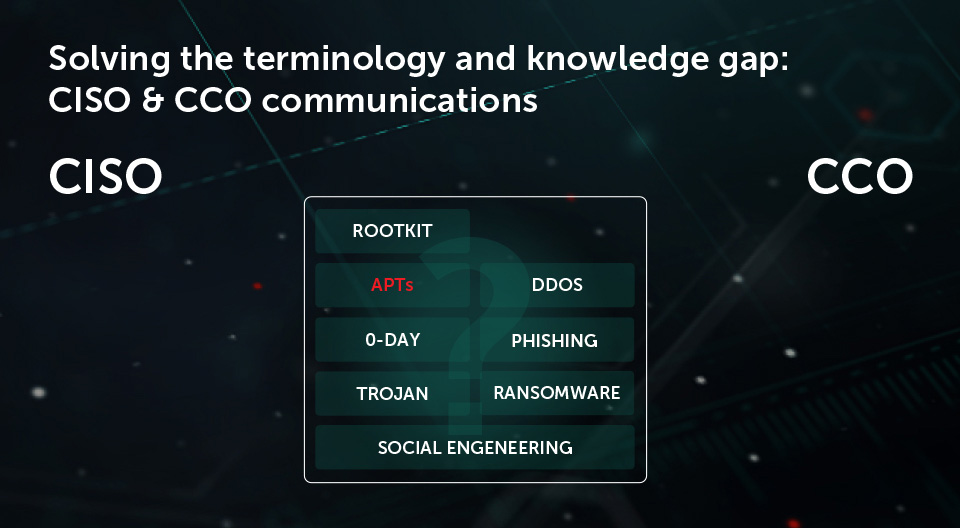 Solving the terminology and knowledge gap:
CISO & CCO communications
CISO
CCO
ROOTKIT
APTs
DDOS
0-DAY
PHISHING
TROJAN
RANSOMWARE
SOCIAL ENGENEERING
?